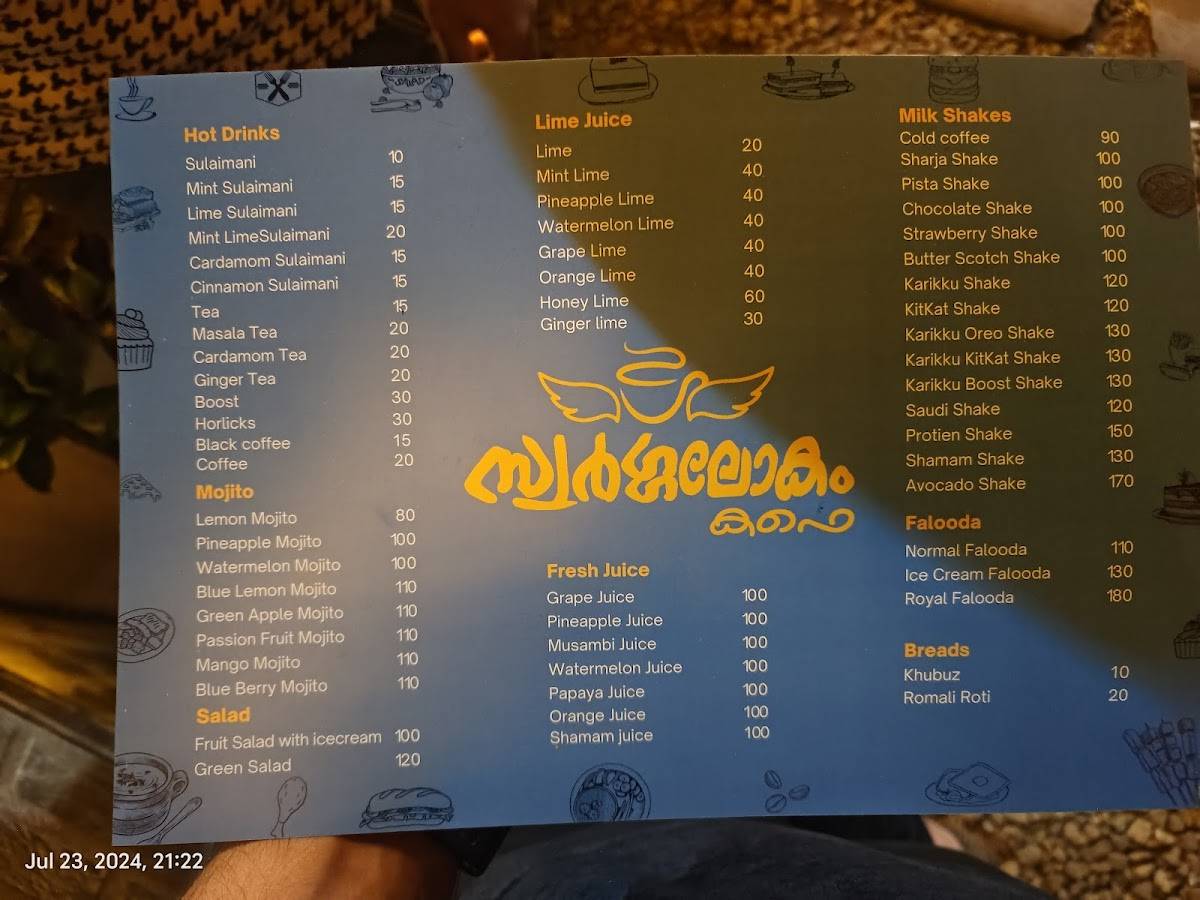 Hot Drinks
Sulaimani 10
Mint Sulaimani 15
Lime Sulaimani 15
Mint LimeSulaimani 20
Cardamom Sulaimani 15
Cinnamon Sulaimani 15
Tea 15
Masala Tea 20
Cardamom Tea 20
Ginger Tea 20
Boost 30
Horlicks 30
Black coffee 15
Coffee 20
Mojito
Lemon Mojito 80
Pineapple Mojito 100
Watermelon Mojito 100
Blue Lemon Mojito 110
Green Apple Mojito 110
Passion Fruit Mojito 110
Mango Mojito 110
Blue Berry Mojito 110
Salad
Fruit Salad with icecream 100
Green Salad 120
Lime Juice
Lime 20
Mint Lime 40
Pineapple Lime 40
Watermelon Lime 40
Grape Lime 40
Orange Lime 40
Honey Lime 60
Ginger lime 30
സ്വർഗ്ഗലോകം
കഫെ
Fresh Juice
Grape Juice 100
Pineapple Juice 100
Musambi Juice 100
Watermelon Juice 100
Papaya Juice 100
Orange Juice 100
Shamam juice 100
Milk Shakes
Cold coffee 90
Sharja Shake 100
Pista Shake 100
Chocolate Shake 100
Strawberry Shake 100
Butter Scotch Shake 100
Karikku Shake 120
KitKat Shake 120
Karikku Oreo Shake 130
Karikku KitKat Shake 130
Karikku Boost Shake 130
Saudi Shake 120
Protien Shake 150
Shamam Shake 130
Avocado Shake 170
Falooda
Normal Falooda 110
Ice Cream Falooda 130
Royal Falooda 180
Breads
Khubuz 10
Romali Roti 20
Jul 23, 2024, 21:22